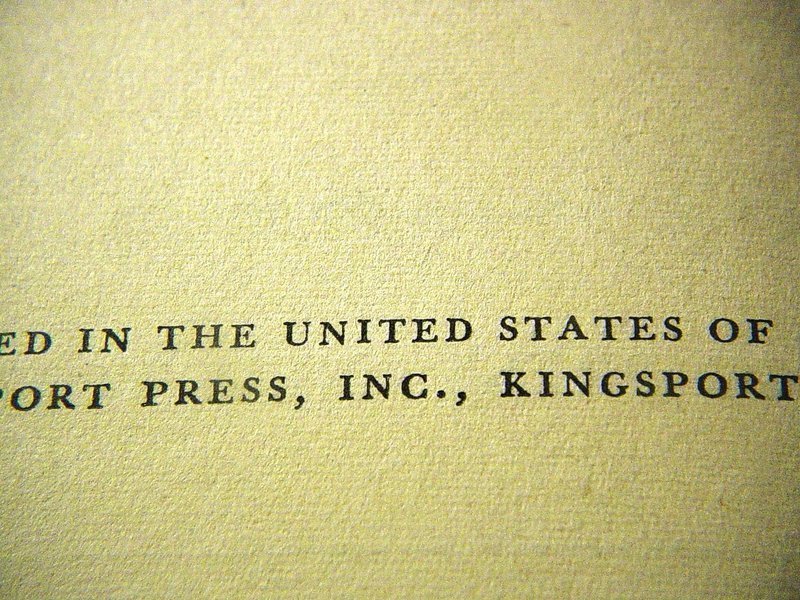 ED IN THE UNITED STATES OF
PORT PRESS, INC., KINGSPORT